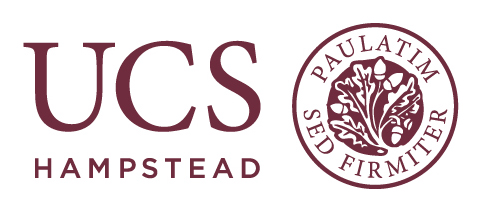 UCS
HAMPSTEAD
PAULATIM
SED FIRMITER